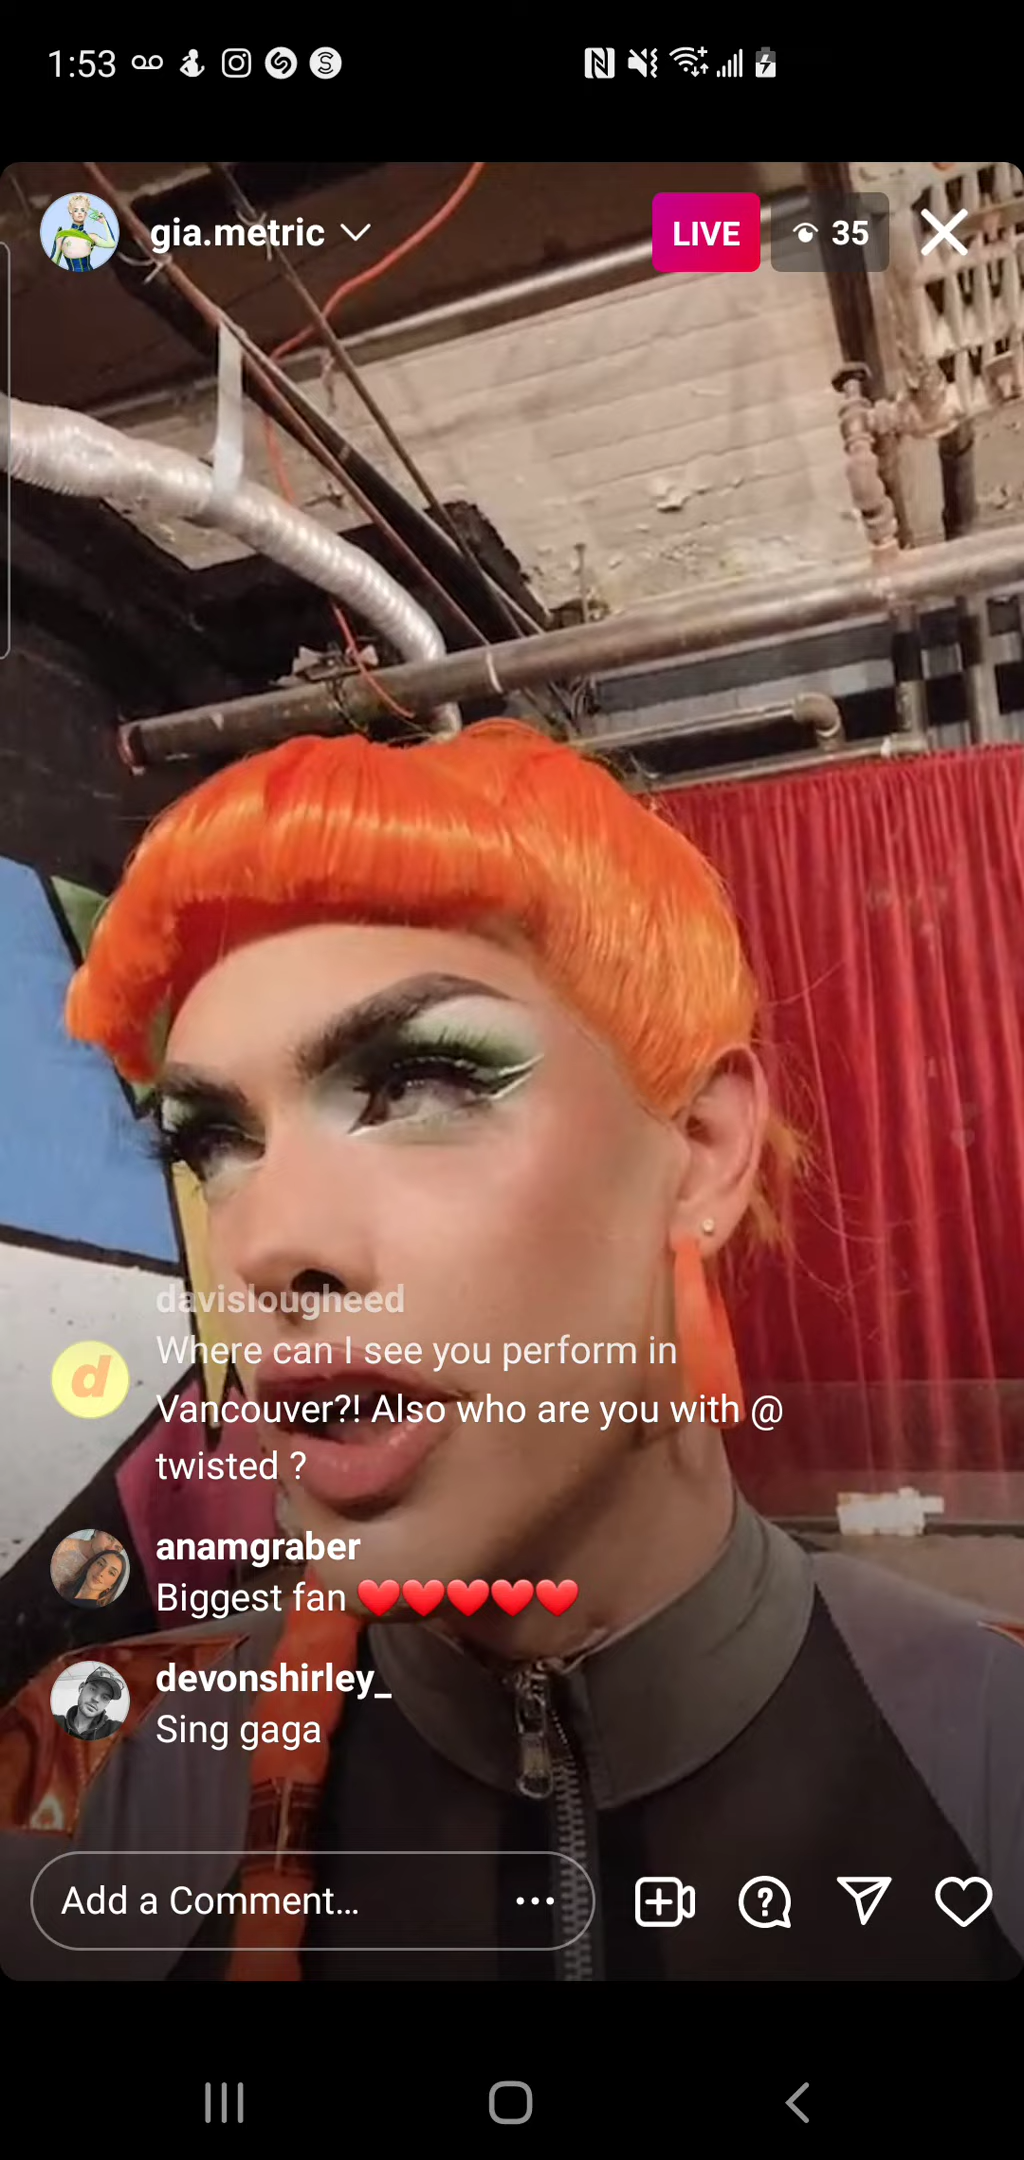 1:53
gia.metric
LIVE
35
davislougheed
Where can I see you perform in
Vancouver?! Also who are you with @
twisted ?
d
anamgraber
Biggest fan ❤️❤️❤️❤️❤️
devonshirley_
Sing gaga
Add a Comment...